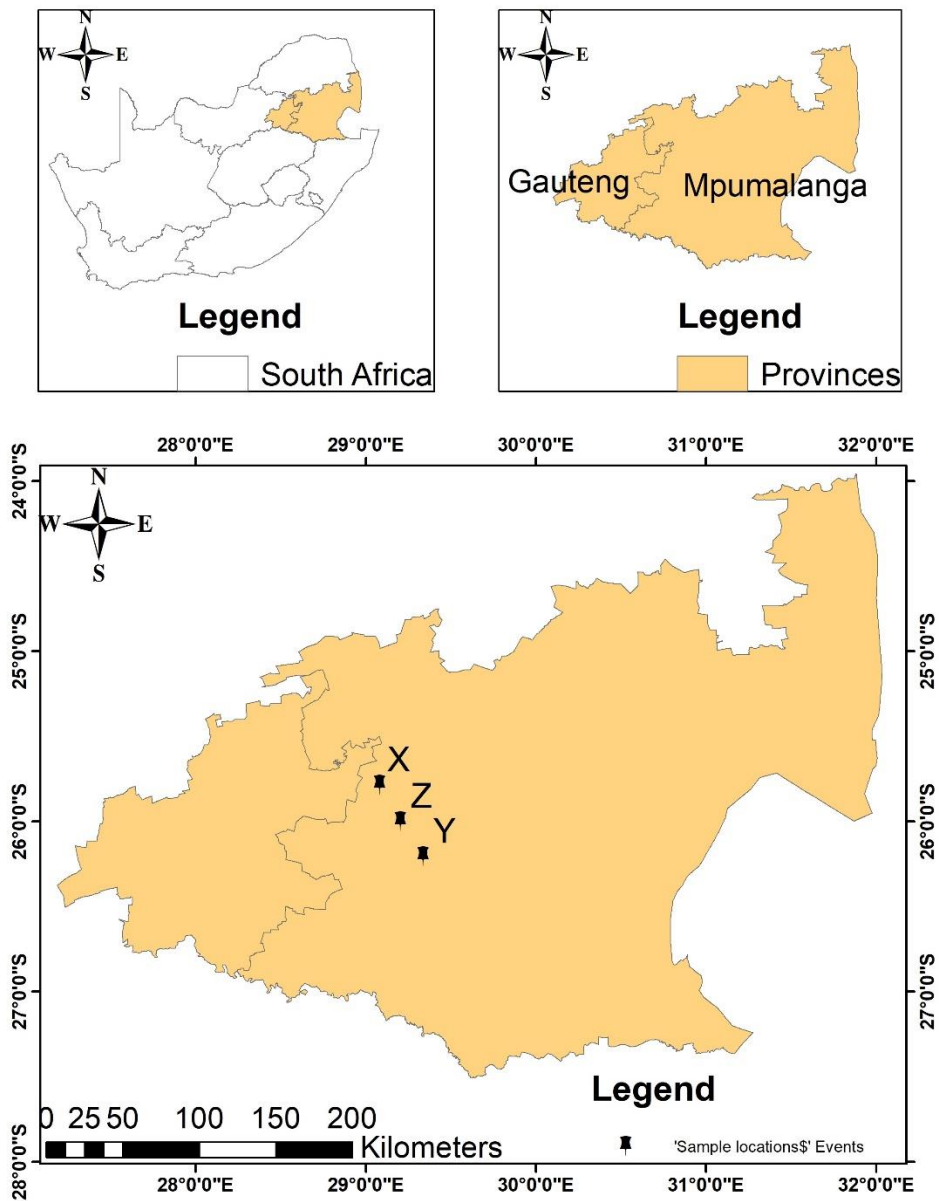 N
W E
S
Legend
South Africa
N
W E
S
Gauteng Mpumalanga
Legend
Provinces
28°0'0"E 29°0'0"E 30°0'0"E 31°0'0"E 32°0'0"E
24°0'0"S 24°0'0"S
N
W E
S
25°0'0"S 25°0'0"S
X
Z
26°0'0"S Y 26°0'0"S
27°0'0"S 27°0'0"S
Legend
0 25 50 100 150 200
Kilometers
'Sample locations$' Events
28°0'0"S 28°0'0"S
28°0'0"E 29°0'0"E 30°0'0"E 31°0'0"E 32°0'0"E